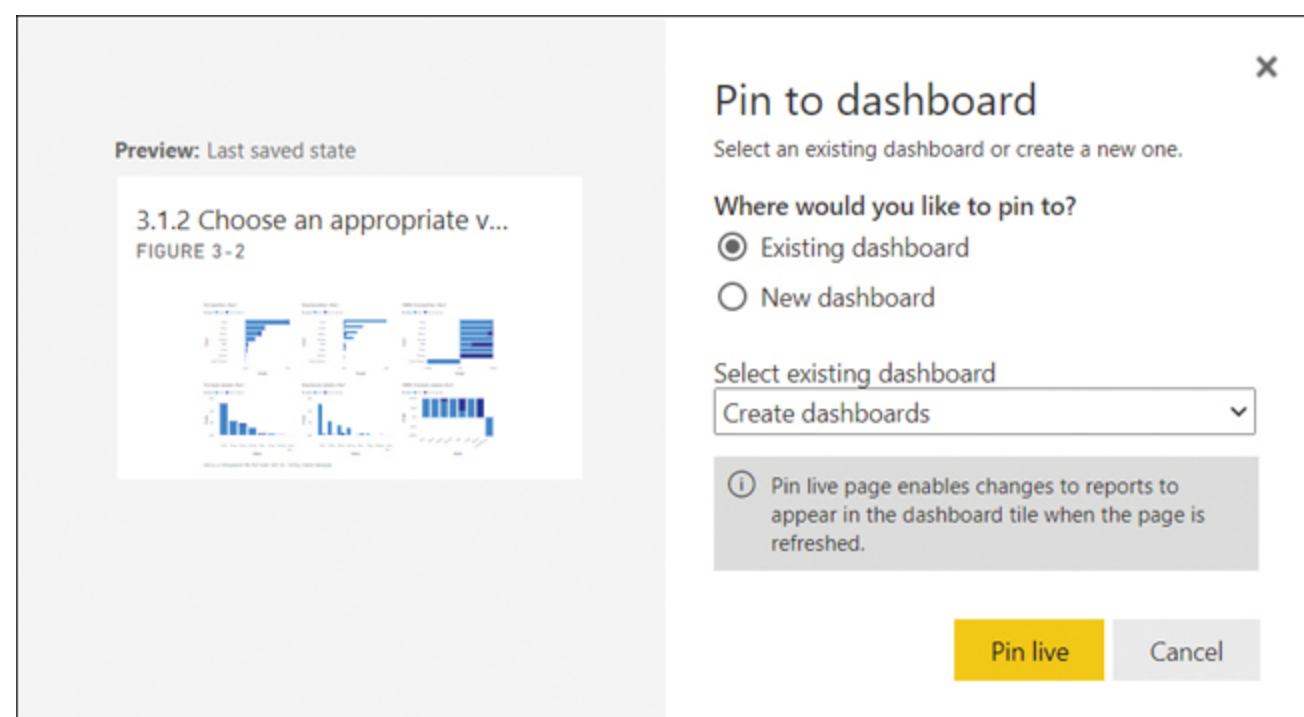 Preview: Last saved state
3.1.2 Choose an appropriate v...
FIGURE 3-2
Pin to dashboard
Select an existing dashboard or create a new one.
Where would you like to pin to?
Existing dashboard
New dashboard
Select existing dashboard
Create dashboards
Pin live page enables changes to reports to
appear in the dashboard tile when the page is
refreshed.
Pin live
Cancel